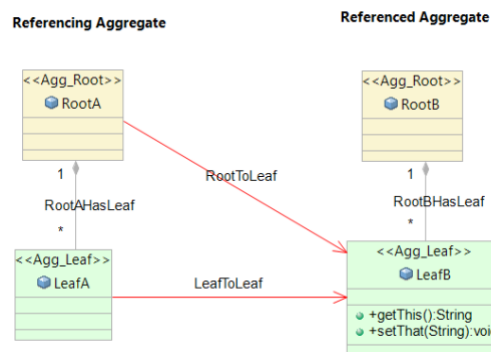 Referencing Aggregate
Referenced Aggregate
<<Agg_Root>>
RootA
<<Agg_Root>>
RootB
1
1
RootToLeaf
RootAHasLeaf
RootBHasLeaf
*
*
<<Agg_Leaf>>
LeafA
<<Agg_Leaf>>
LeafB
LeafToLeaf
+getThis():String
+setThat(String):voi